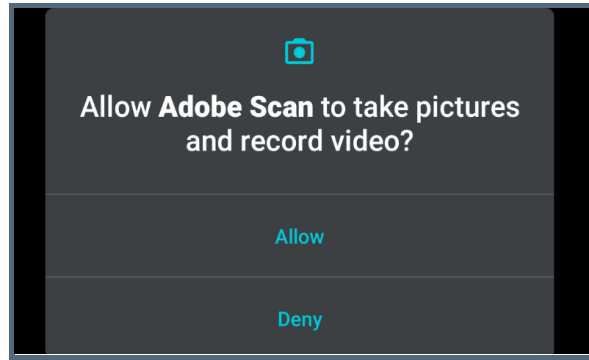 Allow Adobe Scan to take pictures
and record video?
Allow
Deny